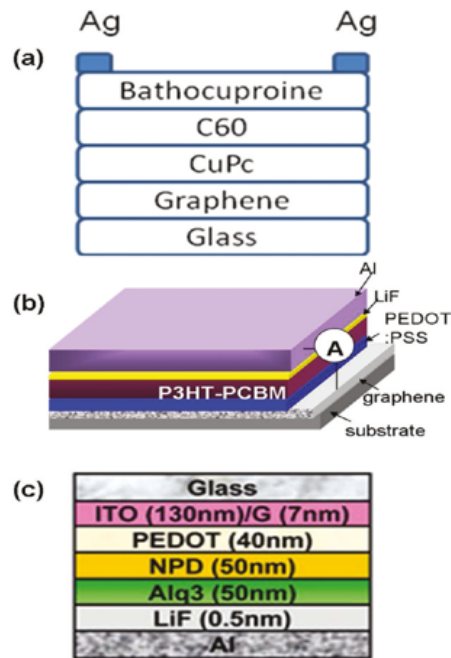 Ag Ag
(a)
Bathocuproine
C60
CuPc
Graphene
Glass
(b)
Al
LiF
PEDOT
:PSS
A
P3HT-PCBM
graphene
substrate
(c)
Glass
ITO (130nm)/G (7nm)
PEDOT (40nm)
NPD (50nm)
Alq3 (50nm)
LiF (0.5nm)
Al